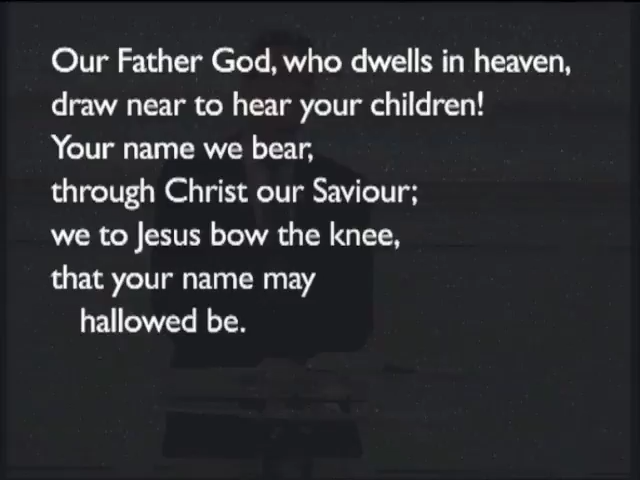 Our Father God, who dwells in heaven,
draw near to hear your children!
Your name we bear,
through Christ our Saviour;
we to Jesus bow the knee,
that your name may
hallowed be.